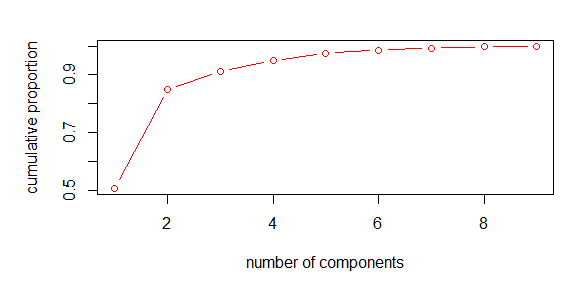 cumulative proportion
0.9
0.7
0.5
2 4 6 8
number of components